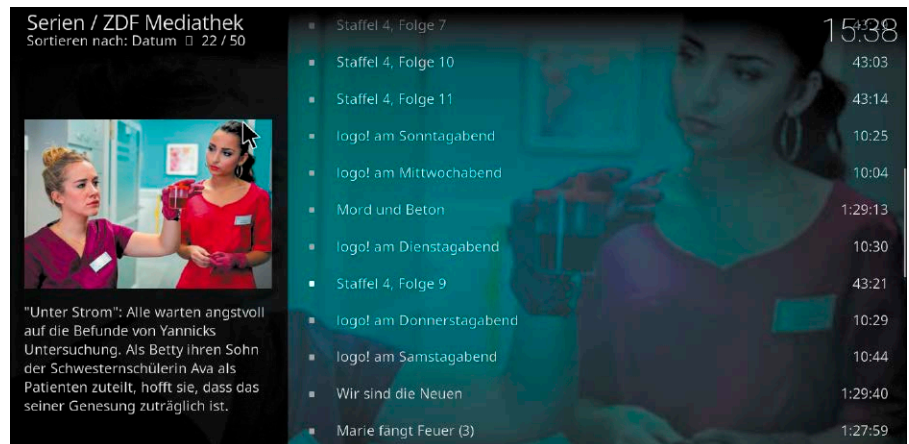 Serien / ZDF Mediathek
Sortieren nach: Datum 22 / 50
15:38
Staffel 4, Folge 7
Staffel 4, Folge 10 43:03
Staffel 4, Folge 11 43:14
logo! am Sonntagabend 10:25
logo! am Mittwochabend 10:04
Mord und Beton 1:29:13
logo! am Dienstagabend 10:30
Staffel 4, Folge 9 43:21
logo! am Donnerstagabend 10:29
logo! am Samstagabend 10:44
Wir sind die Neuen 1:29:40
Marie fängt Feuer (3) 1:27:59
"Unter Strom": Alle warten angstvoll
auf die Befunde von Yannicks
Untersuchung. Als Betty ihren Sohn
der Schwesternschülerin Ava als
Patienten zuteilt, hofft sie, dass das
seiner Genesung zuträglich ist.